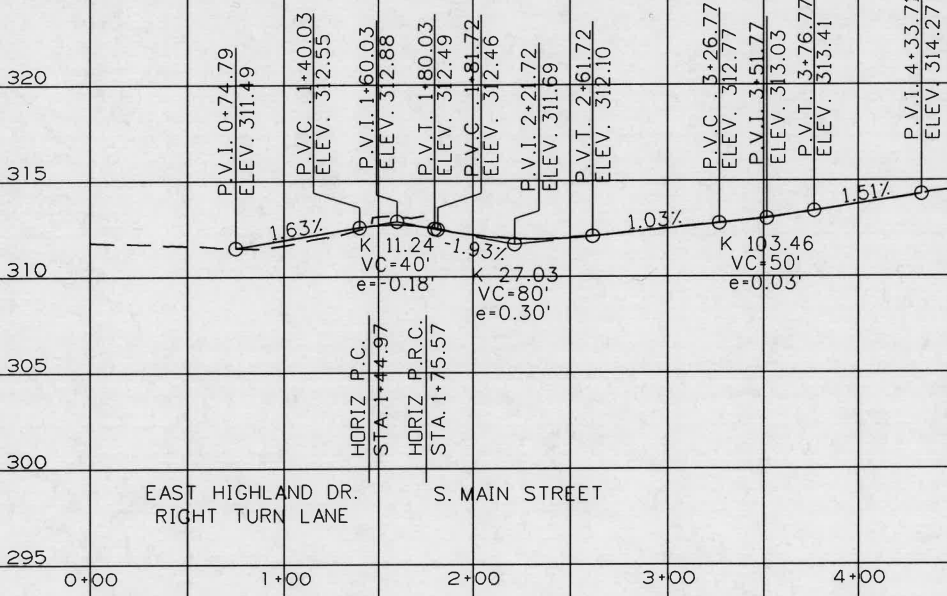 320
315
310
305
300
295
P.V.I. 0+74.79
ELEV. 311.49
P.V.C. 1+40.03
ELEV. 312.55
P.V.I. 1+60.03
ELEV. 312.88
P.V.T. 1+80.03
ELEV. 312.49
P.V.C. 1+81.72
ELEV. 312.46
P.V.I. 2+21.72
ELEV. 311.69
P.V.T. 2+61.72
ELEV. 312.10
P.V.C. 3+26.77
ELEV. 312.77
P.V.I. 3+51.77
ELEV. 313.03
P.V.T. 3+76.77
ELEV. 313.41
P.V.I. 4+33.7
ELEV. 314.27
1.63%
-1.93%
1.03%
1.51%
K 11.24
VC=40'
e=-0.18'
K 27.03
VC=80'
e=0.30'
K 103.46
VC=50'
e=0.03'
HORIZ P.C.
STA. 1+44.97
HORIZ P.R.C.
STA. 1+75.57
EAST HIGHLAND DR.
RIGHT TURN LANE
S. MAIN STREET
0+00
1+00
2+00
3+00
4+00